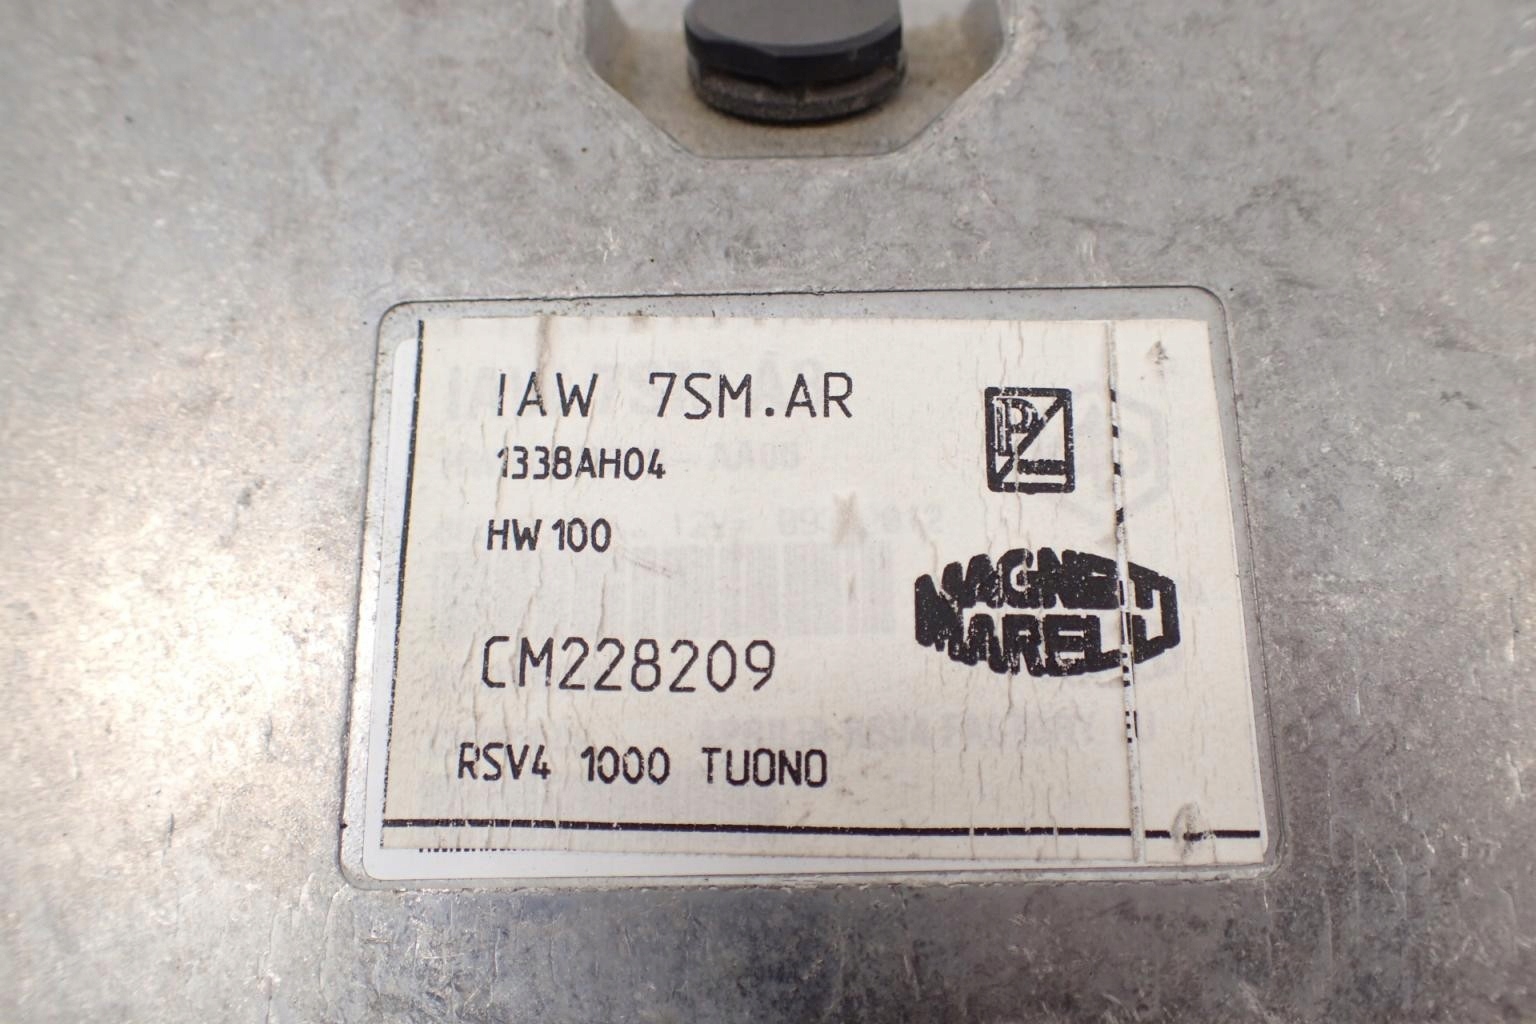 IAW 7SM.AR
1338AH04
HW 100
CM228209
RSV4 1000 TUONO
P
MAGNETI
MARELLI